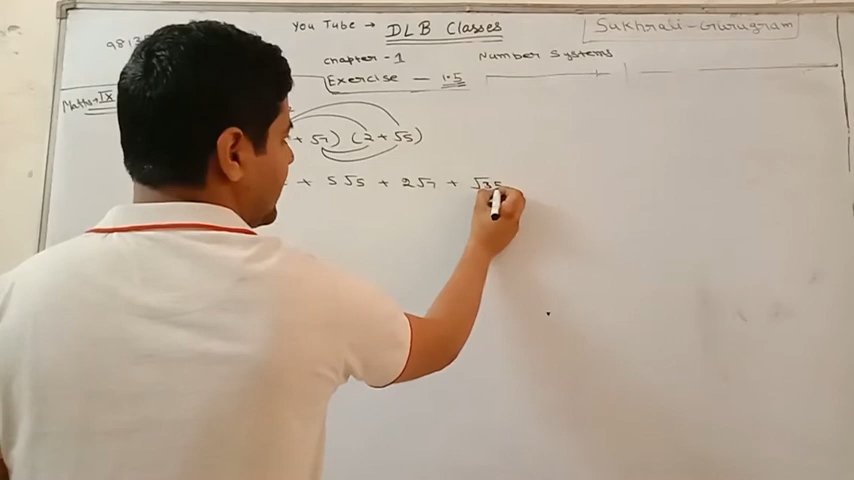 You Tube → DLB Classes
Sukhrali-Gurugram
9813
Chapter - 1 Number Systems
Exercise — 1.5
Maths IX
+ √7) (2 + √5)
+ 5√5 + 2√7 + √35